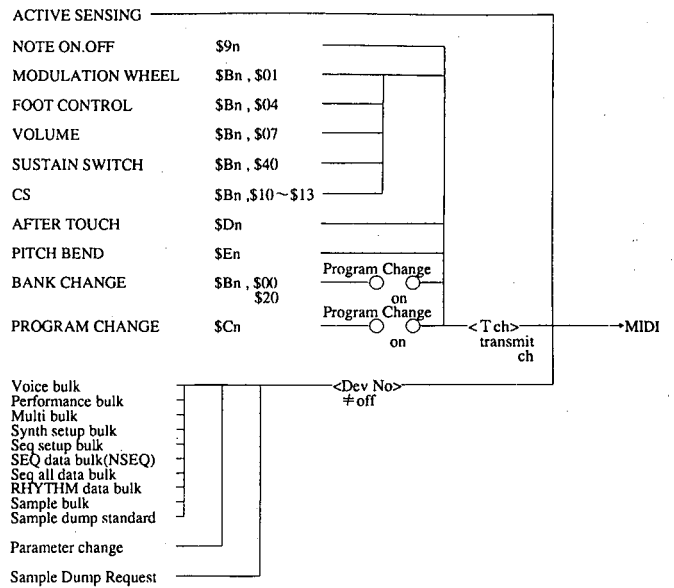 ACTIVE SENSING
NOTE ON.OFF $9n
MODULATION WHEEL $Bn , $01
FOOT CONTROL $Bn , $04
VOLUME $Bn , $07
SUSTAIN SWITCH $Bn , $40
CS $Bn ,$10～$13
AFTER TOUCH $Dn
PITCH BEND $En
Program Change
BANK CHANGE $Bn , $00
$20 on
Program Change
PROGRAM CHANGE $Cn <Tch> MIDI
on transmit
ch
Voice bulk <Dev No>
Performance bulk ≠off
Multi bulk
Synth setup bulk
Seq setup bulk
SEQ data bulk(NSEQ)
Seq all data bulk
RHYTHM data bulk
Sample bulk
Sample dump standard
Parameter change
Sample Dump Request